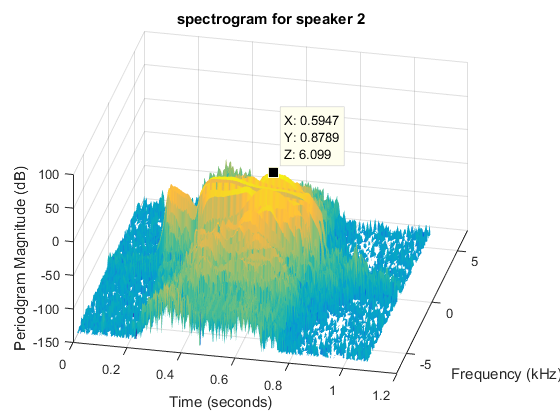 spectrogram for speaker 2
X: 0.5947
Y: 0.8789
Z: 6.099
100
50
0
-50
-100
-150
Periodgram Magnitude (dB)
0
0.2
0.4
0.6
0.8
1
1.2
Time (seconds)
5
0
-5
Frequency (kHz)